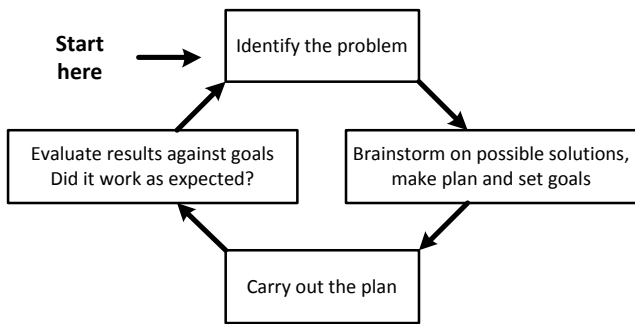 Start
here
Identify the problem
Brainstorm on possible solutions,
make plan and set goals
Carry out the plan
Evaluate results against goals
Did it work as expected?